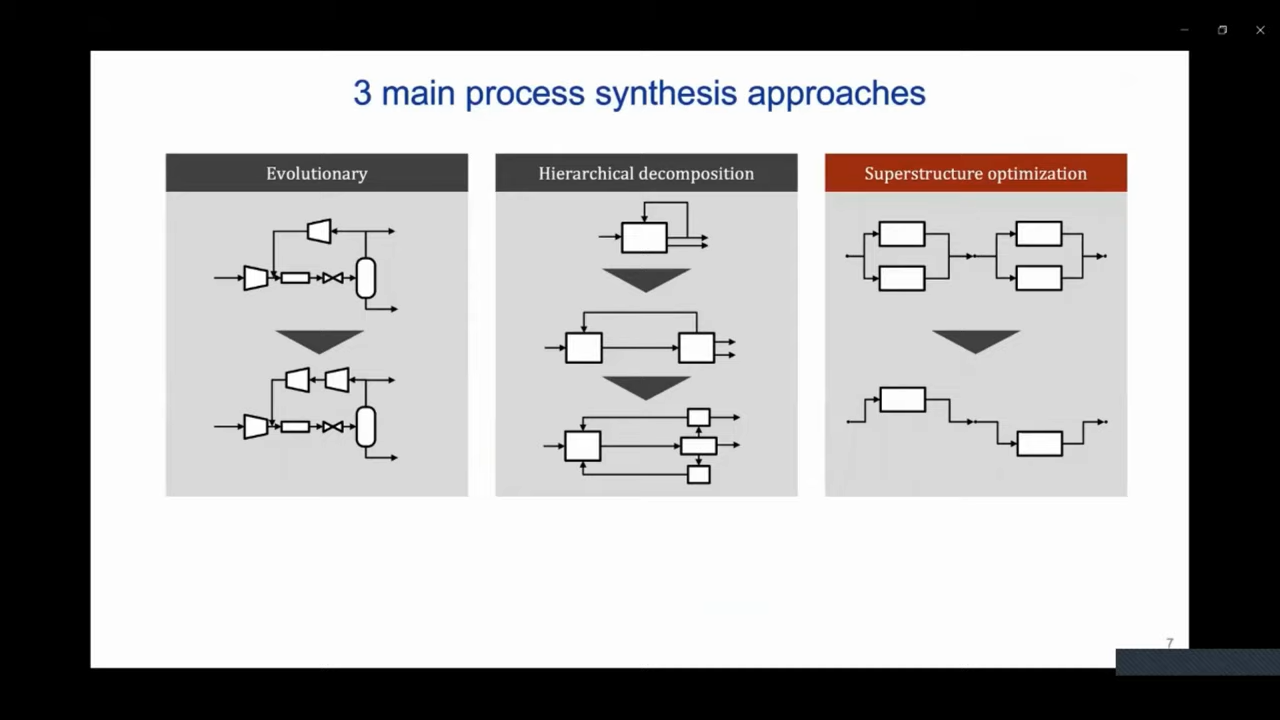 3 main process synthesis approaches
Evolutionary
Hierarchical decomposition
Superstructure optimization
7